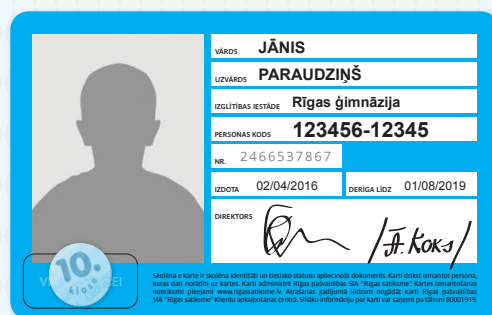 VĀRDS JĀNIS
UZVĀRDS PARAUDZIŅŠ
IZGLĪTĪBAS IESTĀDE Rīgas ģimnāzija
PERSONAS KODS 123456-12345
NR. 2466537867
IZDOTA 02/04/2016 DERĪGA LĪDZ 01/08/2019
DIREKTORS
/F. Koks/
10.
klase
Skolēna e karte ir skolēna identitāti un tiesisko statusu apliecinošs dokuments. Karti drīkst izmantot persona,
kuras dati norādīti uz kartes. Karti administrē Rīgas pašvaldības SIA "Rīgas satiksme". Kartes izmantošanas
noteikumi pieejami www.rigassatiksme.lv. Atrašanas gadījumā lūdzam nogādāt karti Rīgas pašvaldības
SIA "Rīgas satiksme" Klientu apkalpošanas centrā. Sīkāku informāciju par karti var saņemt pa tālruni 80001919.